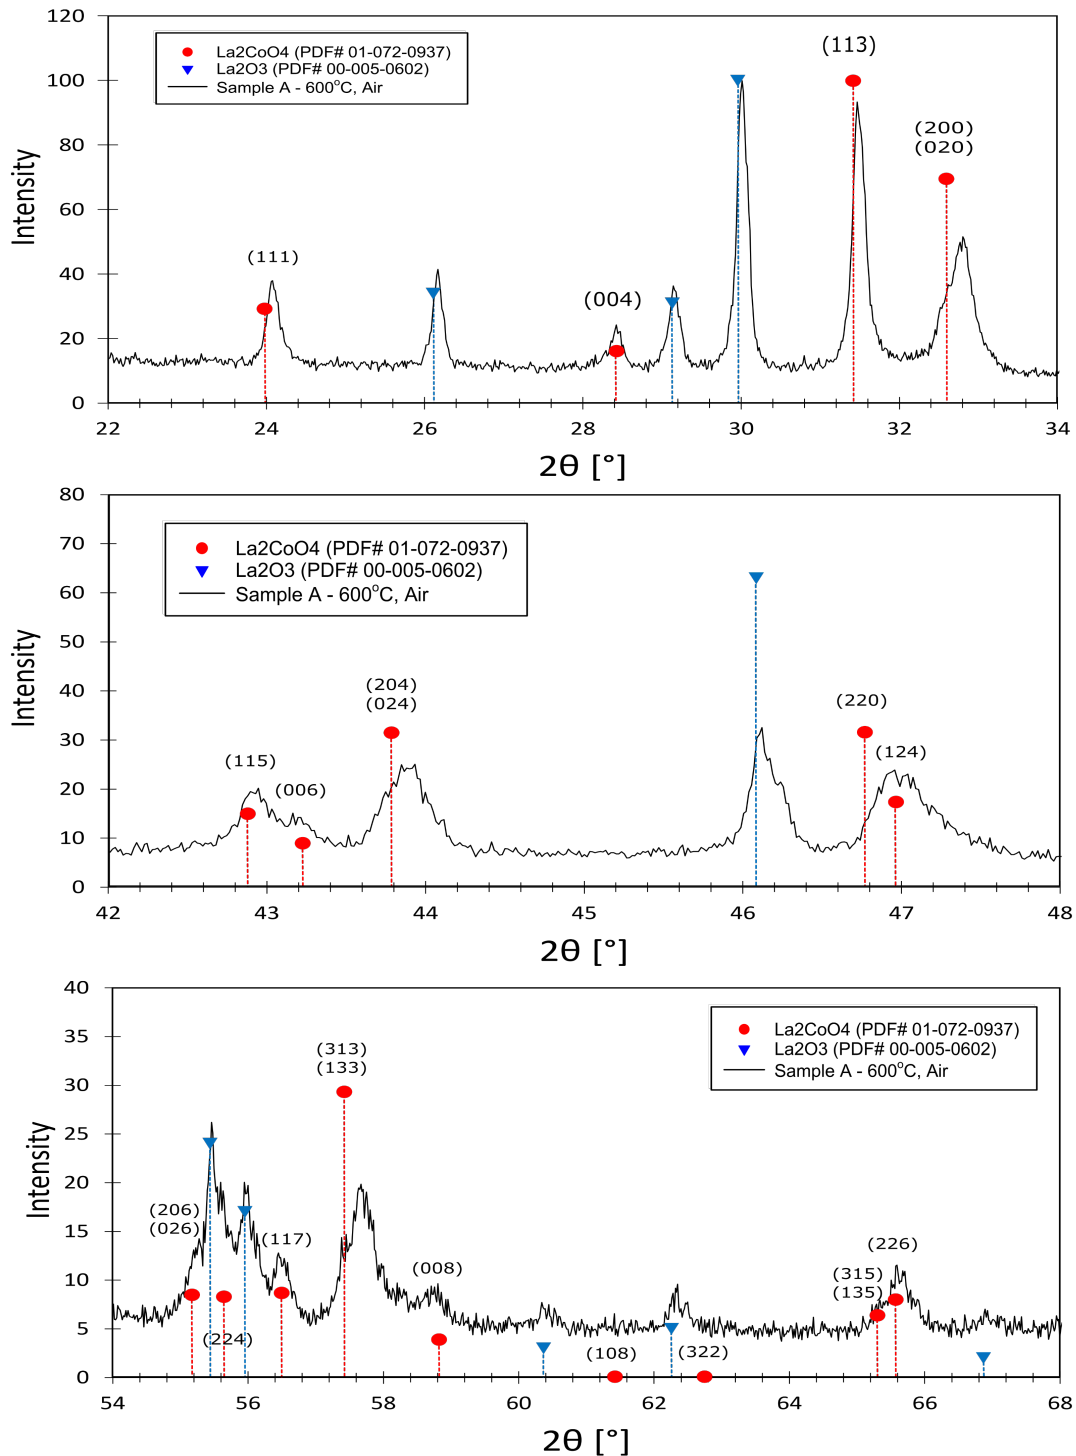 120
100
80
60
40
20
0
Intensity
La2CoO4 (PDF# 01-072-0937)
La2O3 (PDF# 00-005-0602)
Sample A - 600°C, Air
(111)
(004)
(113)
(200)
(020)
22 24 26 28 30 32 34
2θ [°]
80
70
60
50
40
30
20
10
0
Intensity
La2CoO4 (PDF# 01-072-0937)
La2O3 (PDF# 00-005-0602)
Sample A - 600°C, Air
(115)
(006)
(204)
(024)
(220)
(124)
42 43 44 45 46 47 48
2θ [°]
40
35
30
25
20
15
10
5
0
Intensity
La2CoO4 (PDF# 01-072-0937)
La2O3 (PDF# 00-005-0602)
Sample A - 600°C, Air
(206)
(026)
(224)
(117)
(313)
(133)
(008)
(108)
(322)
(315)
(135)
(226)
54 56 58 60 62 64 66 68
2θ [°]